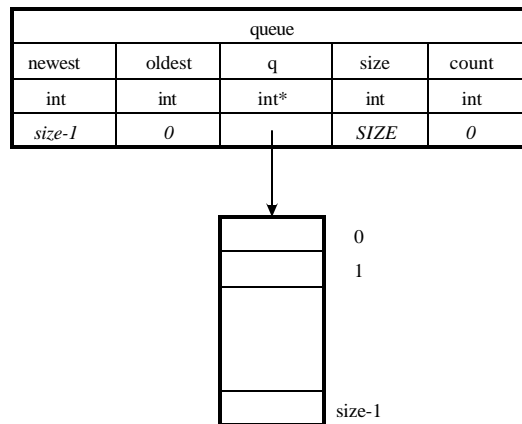 queue
newest oldest q size count
int int int* int int
size-1 0 SIZE 0
0
1
size-1